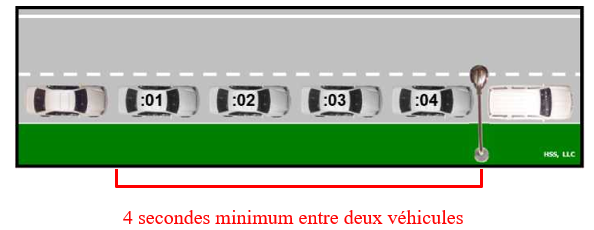 :01 :02 :03 :04
HSS, LLC
4 secondes minimum entre deux véhicules